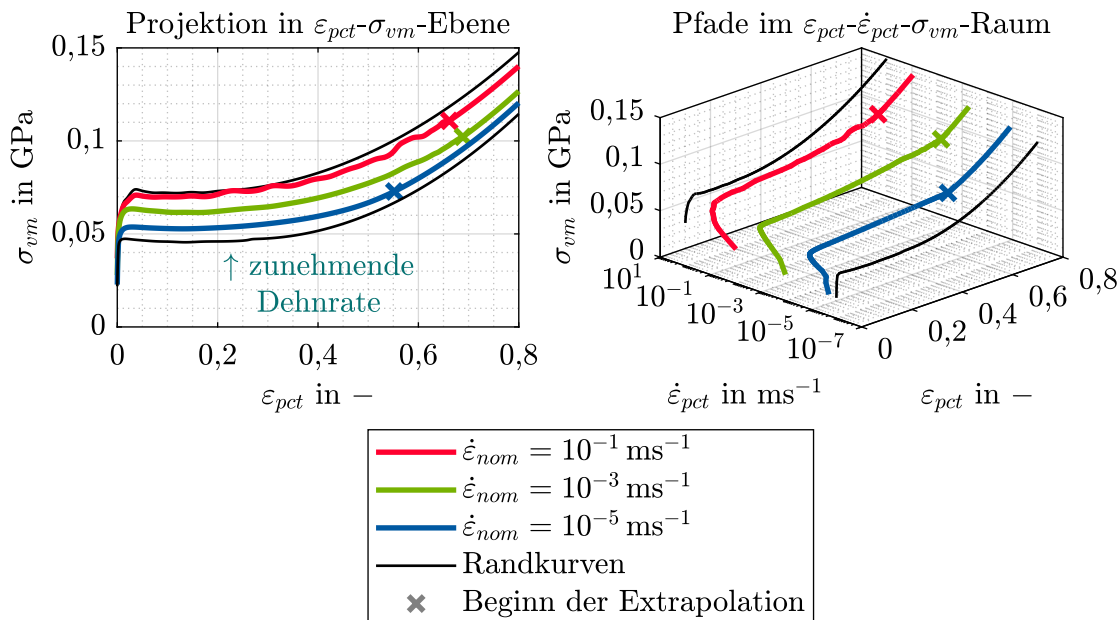 Projektion in ε_pct-σ_vm-Ebene
0,15
0,1
0,05
0
σ_vm in GPa
↑ zunehmende
Dehnrate
0 0,2 0,4 0,6 0,8
ε_pct in −
Pfade im ε_pct-ε̇_pct-σ_vm-Raum
0,15
0,1
0,05
0
σ_vm in GPa
10¹
10⁻¹
10⁻³
10⁻⁵
10⁻⁷
ε̇_pct in ms⁻¹
0
0,2
0,4
0,6
0,8
ε_pct in −
ε̇_nom = 10⁻¹ ms⁻¹
ε̇_nom = 10⁻³ ms⁻¹
ε̇_nom = 10⁻⁵ ms⁻¹
Randkurven
Beginn der Extrapolation